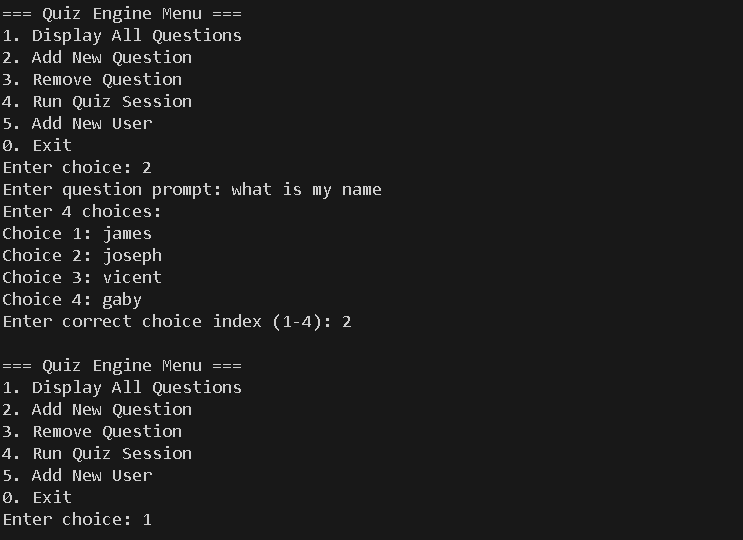 === Quiz Engine Menu ===
1. Display All Questions
2. Add New Question
3. Remove Question
4. Run Quiz Session
5. Add New User
0. Exit
Enter choice: 2
Enter question prompt: what is my name
Enter 4 choices:
Choice 1: james
Choice 2: joseph
Choice 3: vicent
Choice 4: gaby
Enter correct choice index (1-4): 2
=== Quiz Engine Menu ===
1. Display All Questions
2. Add New Question
3. Remove Question
4. Run Quiz Session
5. Add New User
0. Exit
Enter choice: 1